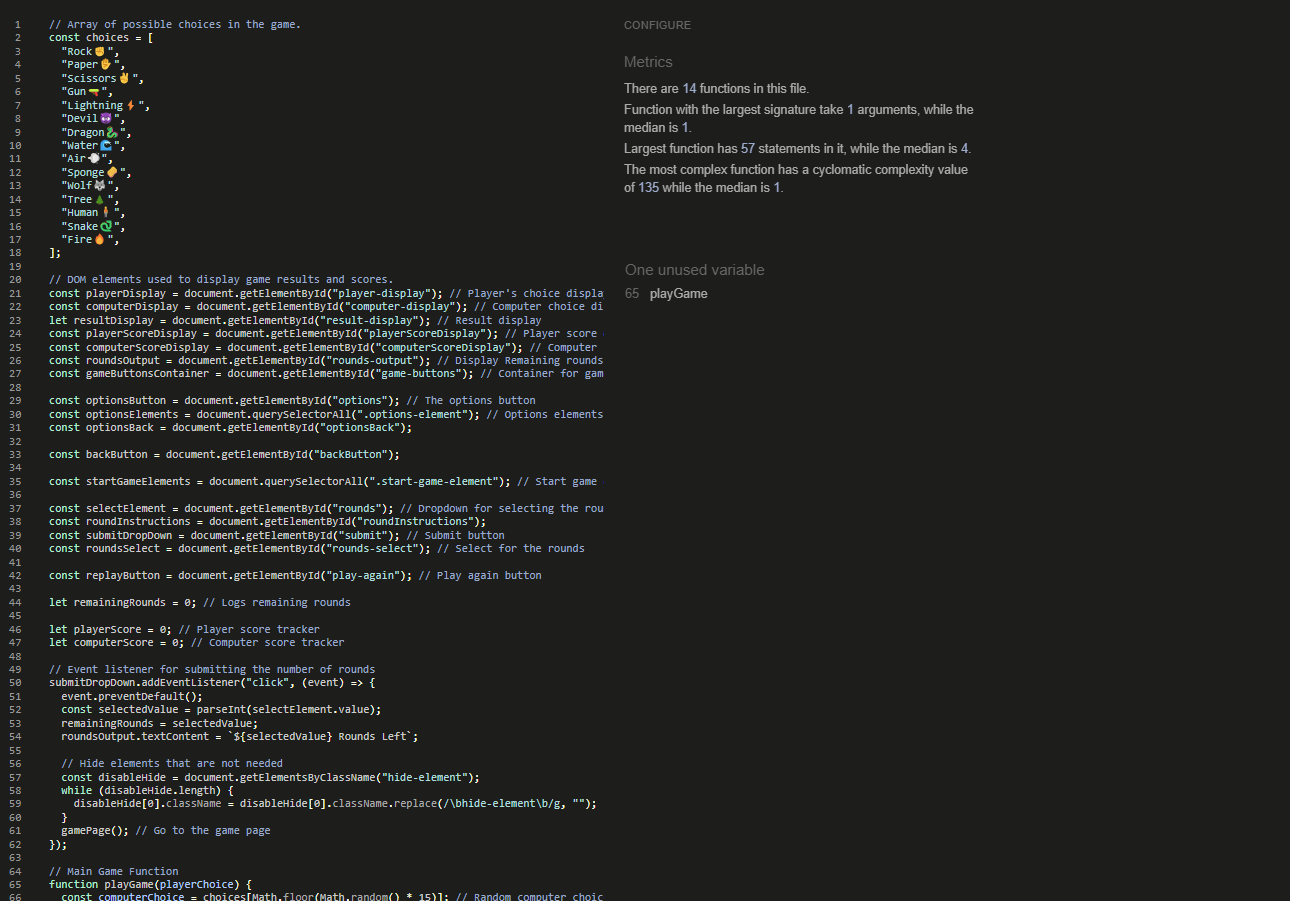 1 // Array of possible choices in the game.
2 const choices = [
3 "Rock✊",
4 "Paper✋",
5 "Scissors✌",
6 "Gun🔫",
7 "Lightning⚡",
8 "Devil😈",
9 "Dragon🐉",
10 "Water🌊",
11 "Air💨",
12 "Sponge🧽",
13 "Wolf🐺",
14 "Tree🌲",
15 "Human🧍",
16 "Snake🐍",
17 "Fire🔥",
18 ];
19
20 // DOM elements used to display game results and scores.
21 const playerDisplay = document.getElementById("player-display"); // Player's choice displa
22 const computerDisplay = document.getElementById("computer-display"); // Computer choice di
23 let resultDisplay = document.getElementById("result-display"); // Result display
24 const playerScoreDisplay = document.getElementById("playerScoreDisplay"); // Player score
25 const computerScoreDisplay = document.getElementById("computerScoreDisplay"); // Computer
26 const roundsOutput = document.getElementById("rounds-output"); // Display Remaining rounds
27 const gameButtonsContainer = document.getElementById("game-buttons"); // Container for gam
28
29 const optionsButton = document.getElementById("options"); // The options button
30 const optionsElements = document.querySelectorAll(".options-element"); // Options elements
31 const optionsBack = document.getElementById("optionsBack");
32
33 const backButton = document.getElementById("backButton");
34
35 const startGameElements = document.querySelectorAll(".start-game-element"); // Start game
36
37 const selectElement = document.getElementById("rounds"); // Dropdown for selecting the rou
38 const roundInstructions = document.getElementById("roundInstructions");
39 const submitDropDown = document.getElementById("submit"); // Submit button
40 const roundsSelect = document.getElementById("rounds-select"); // Select for the rounds
41
42 const replayButton = document.getElementById("play-again"); // Play again button
43
44 let remainingRounds = 0; // Logs remaining rounds
45
46 let playerScore = 0; // Player score tracker
47 let computerScore = 0; // Computer score tracker
48
49 // Event listener for submitting the number of rounds
50 submitDropDown.addEventListener("click", (event) => {
51 event.preventDefault();
52 const selectedValue = parseInt(selectElement.value);
53 remainingRounds = selectedValue;
54 roundsOutput.textContent = `${selectedValue} Rounds Left`;
55
56 // Hide elements that are not needed
57 const disableHide = document.getElementsByClassName("hide-element");
58 while (disableHide.length) {
59 disableHide[0].className = disableHide[0].className.replace(/\bhide-element\b/g, "");
60 }
61 gamePage(); // Go to the game page
62 });
63
64 // Main Game Function
65 function playGame(playerChoice) {
66 const computerChoice = choices[Math.floor(Math.random() * 15)]; // Random computer choic
CONFIGURE
Metrics
There are 14 functions in this file.
Function with the largest signature take 1 arguments, while the
median is 1.
Largest function has 57 statements in it, while the median is 4.
The most complex function has a cyclomatic complexity value
of 135 while the median is 1.
One unused variable
65 playGame